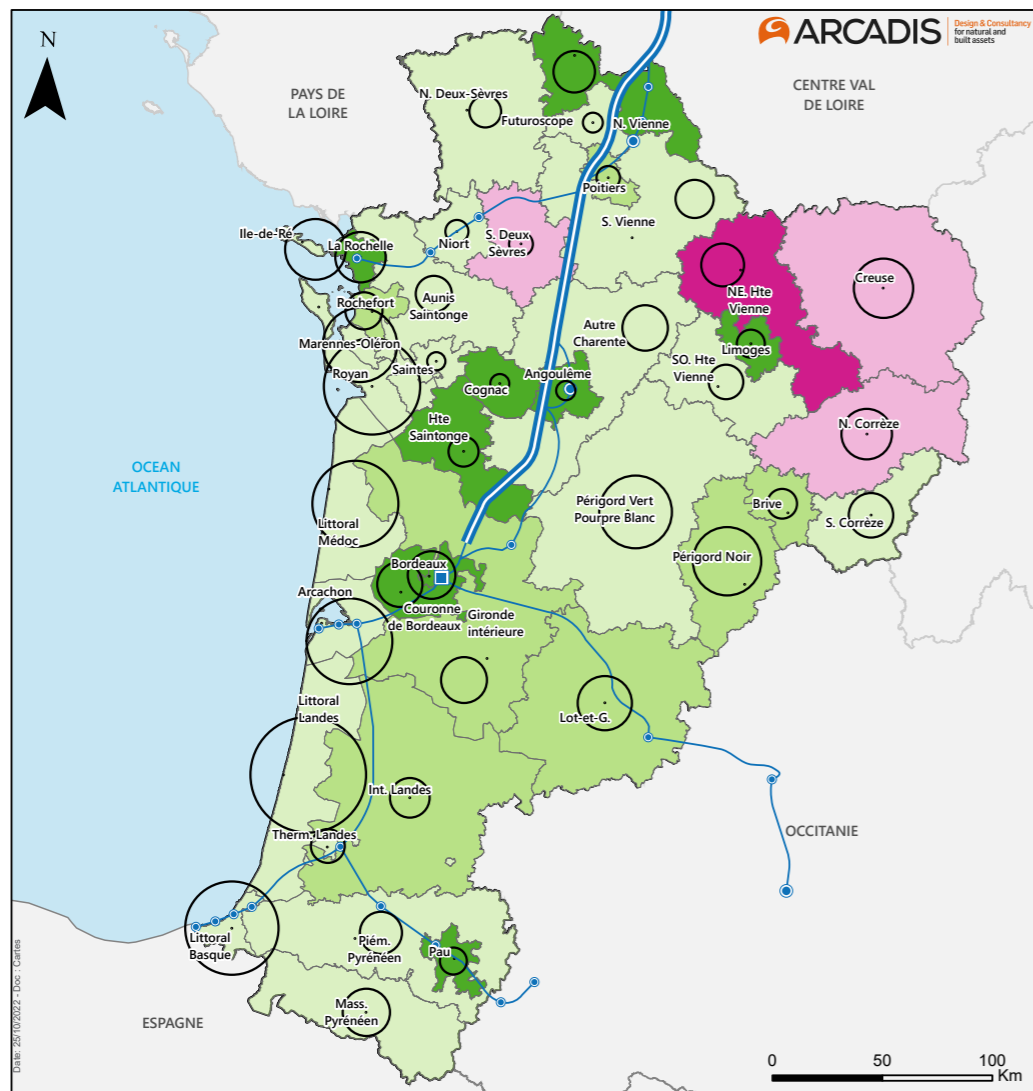 ARCADIS
Design & Consultancy
for natural and
built assets
N
PAYS DE
LA LOIRE
CENTRE VAL
DE LOIRE
N. Deux-Sèvres
Futuroscope
N. Vienne
Poitiers
S. Vienne
Ile-de-Ré
La Rochelle
Niort
S. Deux
Sèvres
Rochefort
Aunis
Saintonge
NE. Hte
Vienne
Creuse
Marennes-Oléron
Autre
Charente
Limoges
Royan
Saintes
Cognac
Angoulême
SO. Hte
Vienne
Hte
Saintonge
N. Corrèze
OCEAN
ATLANTIQUE
Littoral
Médoc
Périgord Vert
Pourpre Blanc
Brive
S. Corrèze
Périgord Noir
Bordeaux
Arcachon
Couronne
de Bordeaux
Gironde
intérieure
Littoral
Landes
Lot-et-G.
Int. Landes
Therm. Landes
OCCITANIE
Littoral
Basque
Piém.
Pyrénéen
Pau
Mass.
Pyrénéen
ESPAGNE
Date: 25/10/2022 - Doc : Cartes
0 50 100
Km